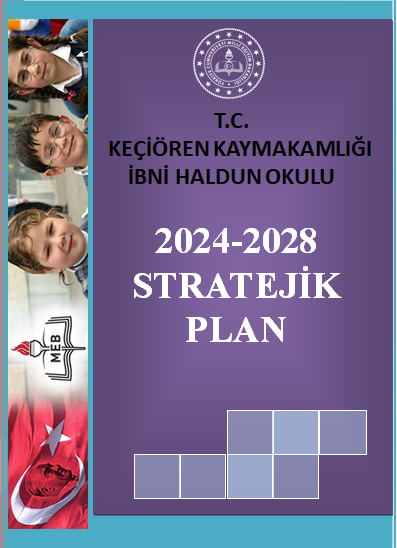 T.C.
KEÇİÖREN KAYMAKAMLIĞI
İBNİ HALDUN OKULU
2024-2028
STRATEJİK
PLAN
MEB